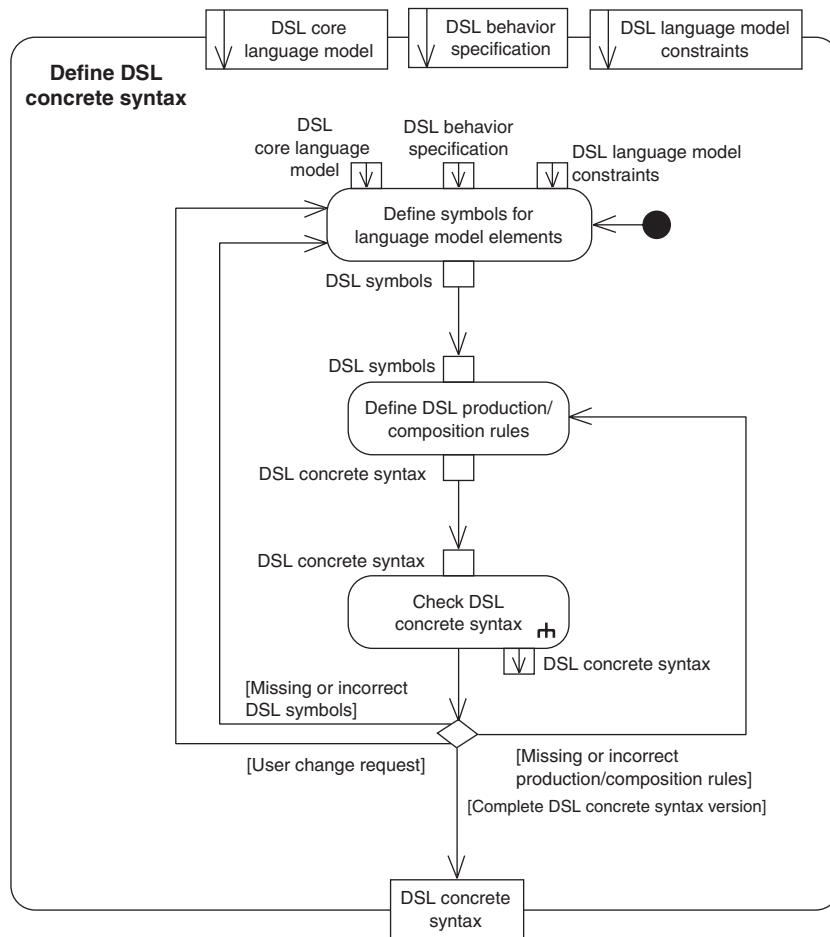 DSL core
language model
DSL behavior
specification
DSL language model
constraints
Define DSL
concrete syntax
DSL
core language
model
DSL behavior
specification
DSL language model
constraints
Define symbols for
language model elements
DSL symbols
DSL symbols
Define DSL production/
composition rules
DSL concrete syntax
DSL concrete syntax
Check DSL
concrete syntax
DSL concrete syntax
[Missing or incorrect
DSL symbols]
[User change request]
[Missing or incorrect
production/composition rules]
[Complete DSL concrete syntax version]
DSL concrete
syntax